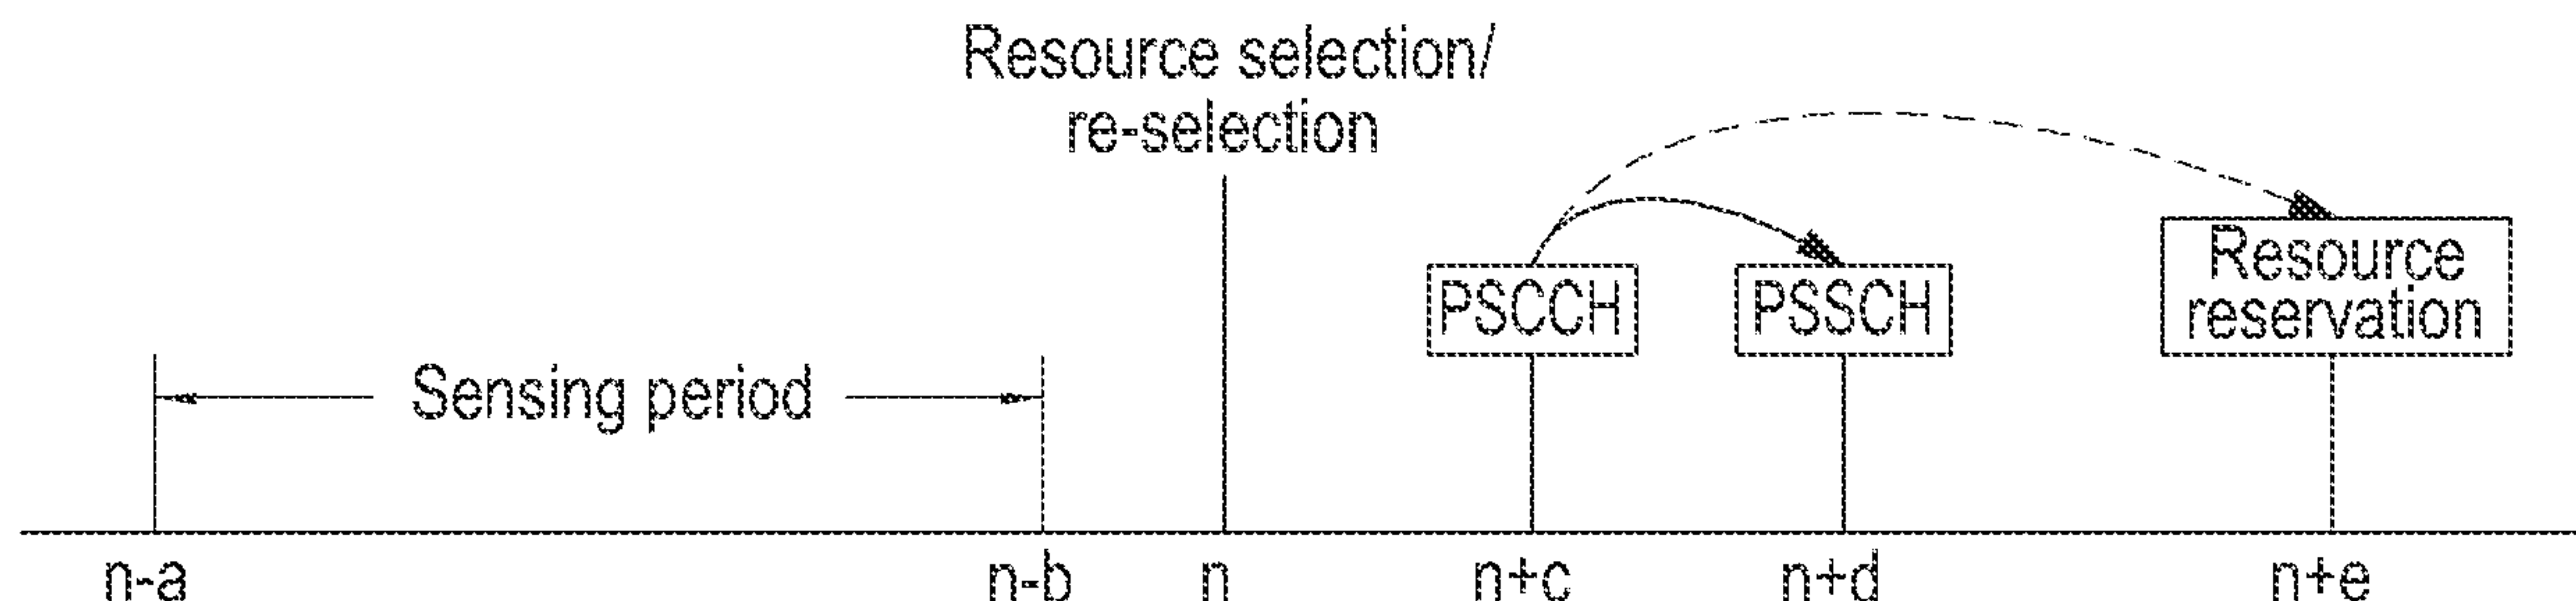 Resource selection/
re-selection
PSCCH
PSSCH
Resource
reservation
Sensing period
n-a
n-b
n
n+c
n+d
n+e